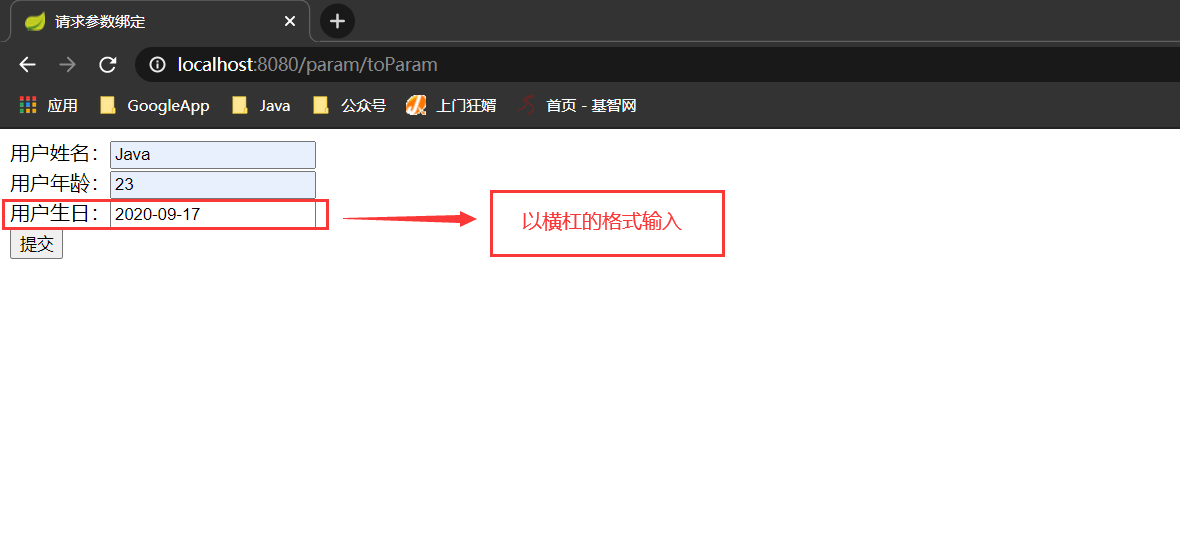 请求参数绑定
localhost:8080/param/toParam
应用 GoogleApp Java 公众号 上门狂婿 首页 - 基智网
用户姓名： Java
用户年龄： 23
用户生日： 2020-09-17
以横杠的格式输入
提交